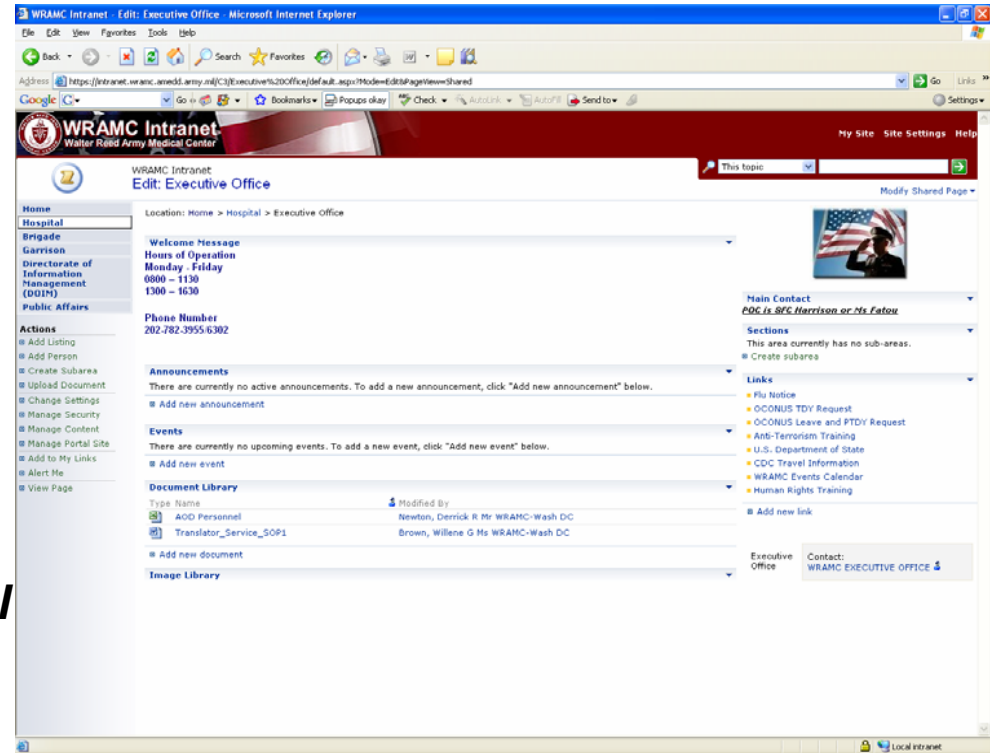 WRAMC Intranet - Edit: Executive Office - Microsoft Internet Explorer
File Edit View Favorites Tools Help
Back Search Favorites
Address https://intranet.wramc.amedd.army.mil/C3/Executive%20Office/default.aspx?Mode=Edit&PageView=Shared Go Links »
Google G Go Bookmarks Popups okay Check AutoLink AutoFill Send to Settings
WRAMC Intranet
Walter Reed Army Medical Center
My Site Site Settings Help
WRAMC Intranet
Edit: Executive Office
This topic
Modify Shared Page
Home
Hospital
Brigade
Garrison
Directorate of
Information
Management
(DOIM)
Public Affairs
Actions
Add Listing
Add Person
Create Subarea
Upload Document
Change Settings
Manage Security
Manage Content
Manage Portal Site
Add to My Links
Alert Me
View Page
Location: Home > Hospital > Executive Office
Welcome Message
Hours of Operation
Monday - Friday
0800 – 1130
1300 – 1630
Phone Number
202-782-3955/6302
Announcements
There are currently no active announcements. To add a new announcement, click "Add new announcement" below.
Add new announcement
Events
There are currently no upcoming events. To add a new event, click "Add new event" below.
Add new event
Document Library
Type Name Modified By
AOD Personnel Newton, Derrick R Mr WRAMC-Wash DC
Translator_Service_SOP1 Brown, Willene G Ms WRAMC-Wash DC
Add new document
Image Library
Main Contact
POC is SFC Harrison or Ms Fatou
Sections
This area currently has no sub-areas.
Create subarea
Links
Flu Notice
OCONUS TDY Request
OCONUS Leave and PTDY Request
Anti-Terrorism Training
U.S. Department of State
CDC Travel Information
WRAMC Events Calendar
Human Rights Training
Add new link
Executive
Office
Contact:
WRAMC EXECUTIVE OFFICE
Local intranet